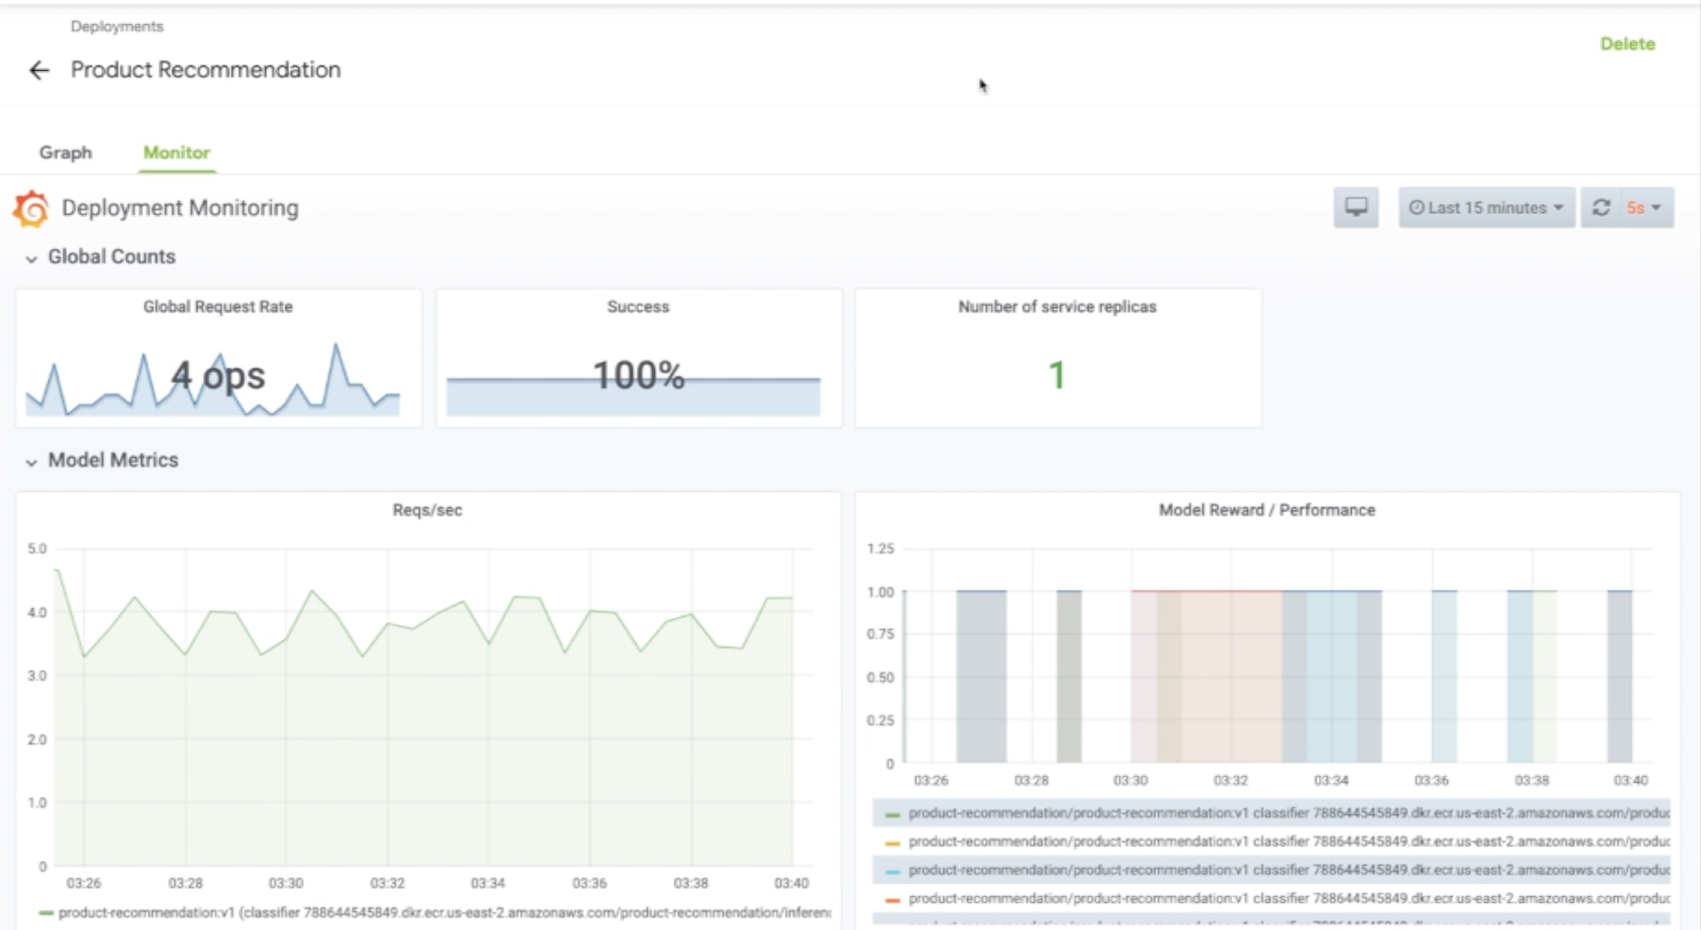 Deployments
Delete
Product Recommendation
Graph
Monitor
Deployment Monitoring
Last 15 minutes
5s
Global Counts
Global Request Rate
4 ops
Success
100%
Number of service replicas
1
Model Metrics
Reqs/sec
5.0
4.0
3.0
2.0
1.0
0
03:26 03:28 03:30 03:32 03:34 03:36 03:38 03:40
product-recommendation:v1 (classifier 788644545849.dkr.ecr.us-east-2.amazonaws.com/product-recommendation/inferen
Model Reward / Performance
1.25
1.00
0.75
0.50
0.25
0
03:26 03:28 03:30 03:32 03:34 03:36 03:38 03:40
product-recommendation/product-recommendation:v1 classifier 788644545849.dkr.ecr.us-east-2.amazonaws.com/produc
product-recommendation/product-recommendation:v1 classifier 788644545849.dkr.ecr.us-east-2.amazonaws.com/produc
product-recommendation/product-recommendation:v1 classifier 788644545849.dkr.ecr.us-east-2.amazonaws.com/produc
product-recommendation/product-recommendation:v1 classifier 788644545849.dkr.ecr.us-east-2.amazonaws.com/produc